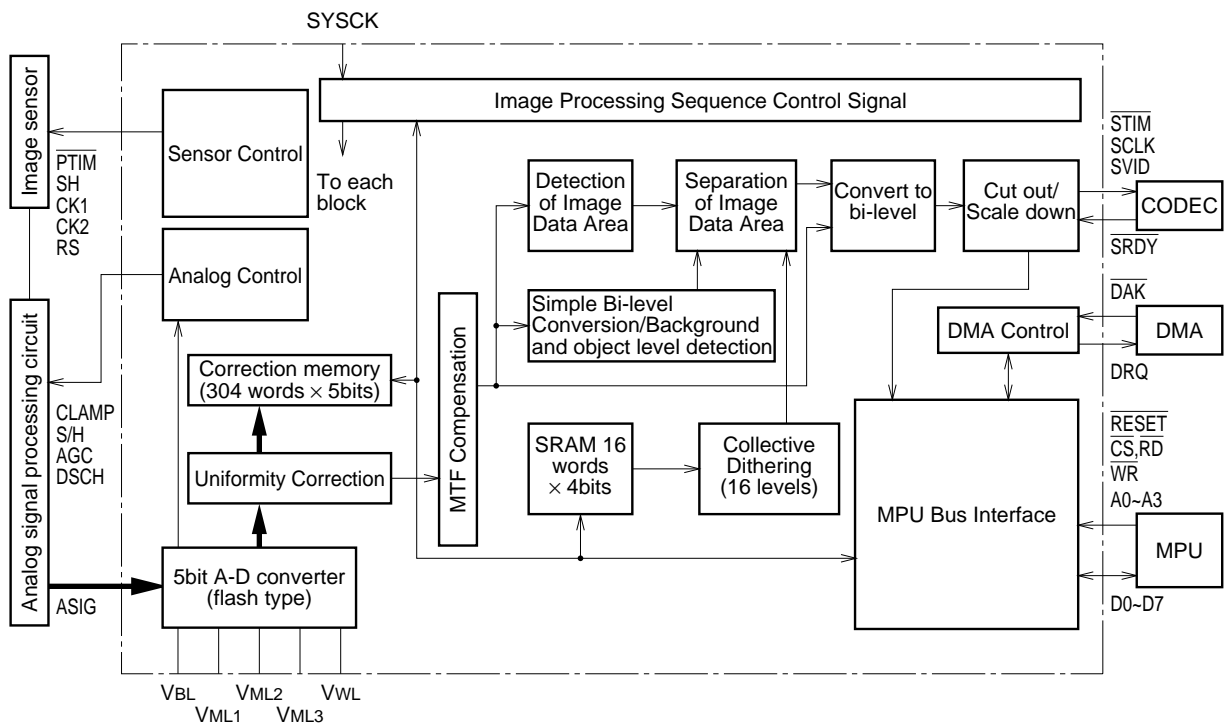 SYSCK
Image sensor
Image Processing Sequence Control Signal
Sensor Control
PTIM
SH
CK1
CK2
RS
To each
block
Detection
of Image
Data Area
Separation
of Image
Data Area
Convert to
bi-level
Cut out/
Scale down
STIM
SCLK
SVID
CODEC
SRDY
Analog Control
Analog signal processing circuit
Simple Bi-level
Conversion/Background
and object level detection
MTF Compensation
DMA Control
DAK
DMA
DRQ
Correction memory
(304 words × 5bits)
CLAMP
S/H
AGC
DSCH
Uniformity Correction
SRAM 16
words
× 4bits
Collective
Dithering
(16 levels)
MPU Bus Interface
RESET
CS,RD
WR
A0~A3
MPU
D0~D7
5bit A-D converter
(flash type)
ASIG
VBL
VML1
VML2
VML3
VWL